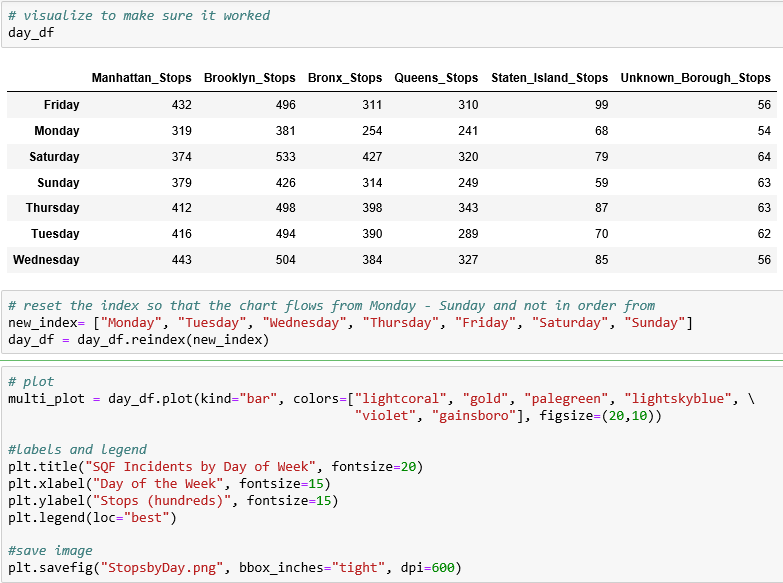 # visualize to make sure it worked
day_df
Manhattan_Stops Brooklyn_Stops Bronx_Stops Queens_Stops Staten_Island_Stops Unknown_Borough_Stops
Friday 432 496 311 310 99 56
Monday 319 381 254 241 68 54
Saturday 374 533 427 320 79 64
Sunday 379 426 314 249 59 63
Thursday 412 498 398 343 87 63
Tuesday 416 494 390 289 70 62
Wednesday 443 504 384 327 85 56
# reset the index so that the chart flows from Monday - Sunday and not in order from
new_index= ["Monday", "Tuesday", "Wednesday", "Thursday", "Friday", "Saturday", "Sunday"]
day_df = day_df.reindex(new_index)
# plot
multi_plot = day_df.plot(kind="bar", colors=["lightcoral", "gold", "palegreen", "lightskyblue", \
"violet", "gainsboro"], figsize=(20,10))
#labels and legend
plt.title("SQF Incidents by Day of Week", fontsize=20)
plt.xlabel("Day of the Week", fontsize=15)
plt.ylabel("Stops (hundreds)", fontsize=15)
plt.legend(loc="best")
#save image
plt.savefig("StopsbyDay.png", bbox_inches="tight", dpi=600)